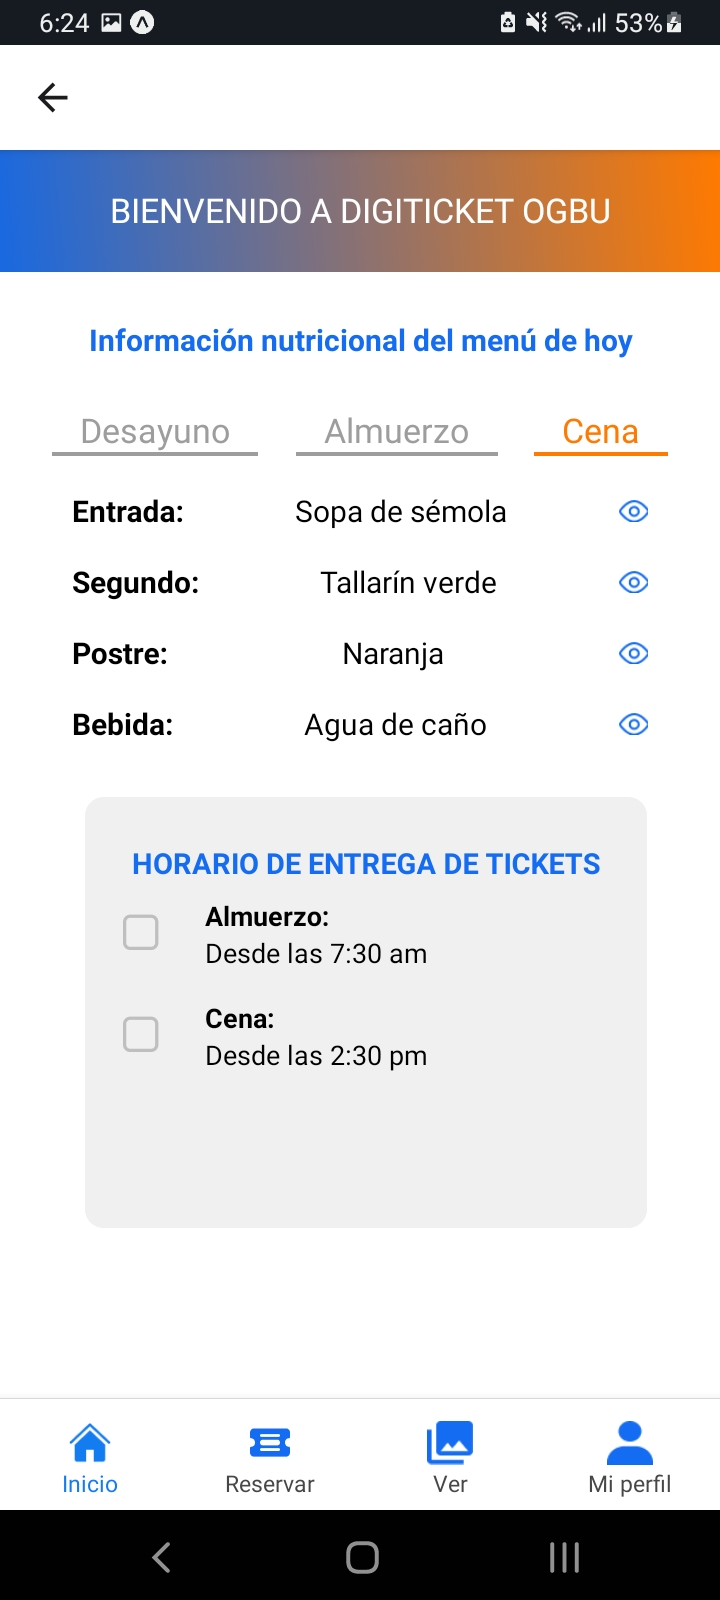 6:24 53%
BIENVENIDO A DIGITICKET OGBU
Información nutricional del menú de hoy
Desayuno Almuerzo Cena
Entrada: Sopa de sémola
Segundo: Tallarín verde
Postre: Naranja
Bebida: Agua de caño
HORARIO DE ENTREGA DE TICKETS
Almuerzo:
Desde las 7:30 am
Cena:
Desde las 2:30 pm
Inicio Reservar Ver Mi perfil